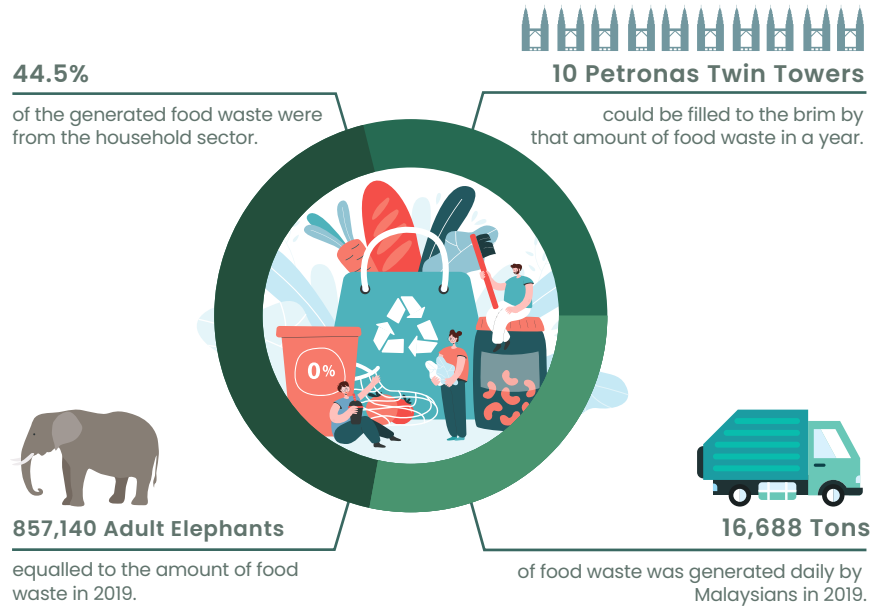 44.5%
of the generated food waste were
from the household sector.
10 Petronas Twin Towers
could be filled to the brim by
that amount of food waste in a year.
0%
857,140 Adult Elephants
equalled to the amount of food
waste in 2019.
16,688 Tons
of food waste was generated daily by
Malaysians in 2019.